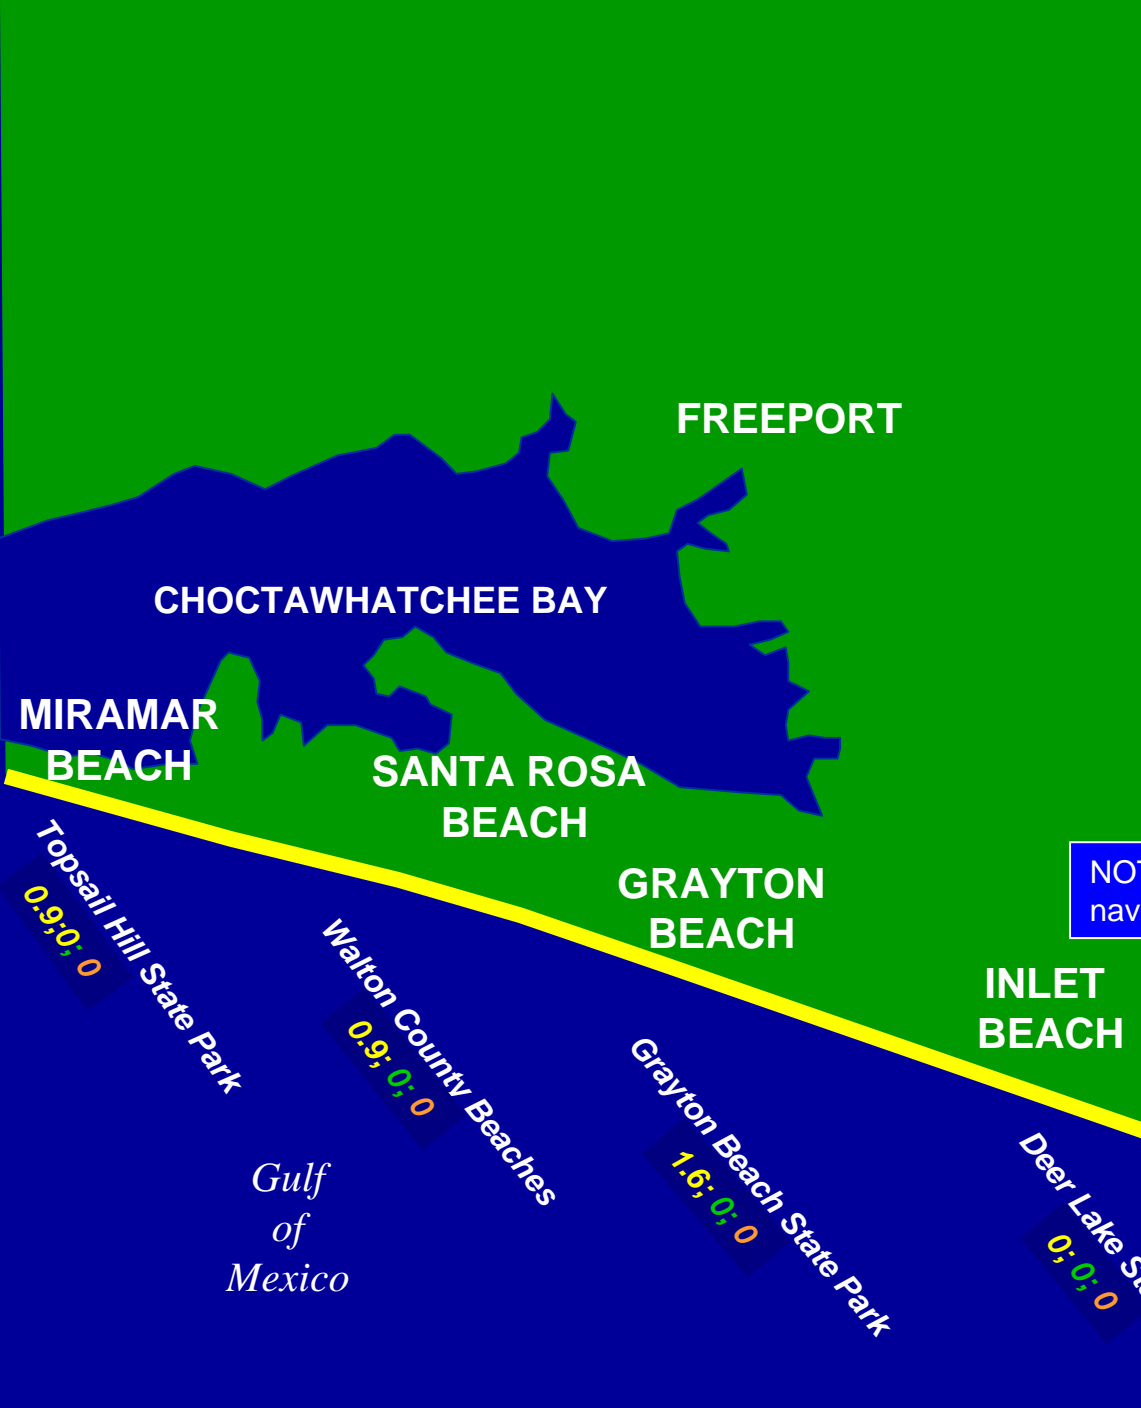 FREEPORT
CHOCTAWHATCHEE BAY
MIRAMAR
BEACH
SANTA ROSA
BEACH
GRAYTON
BEACH
INLET
BEACH
Topsail Hill State Park
0.9;0; 0
Walton County Beaches
0.9; 0; 0
Grayton Beach State Park
1.6; 0; 0
Deer Lake
0; 0; 0
Gulf
of
Mexico